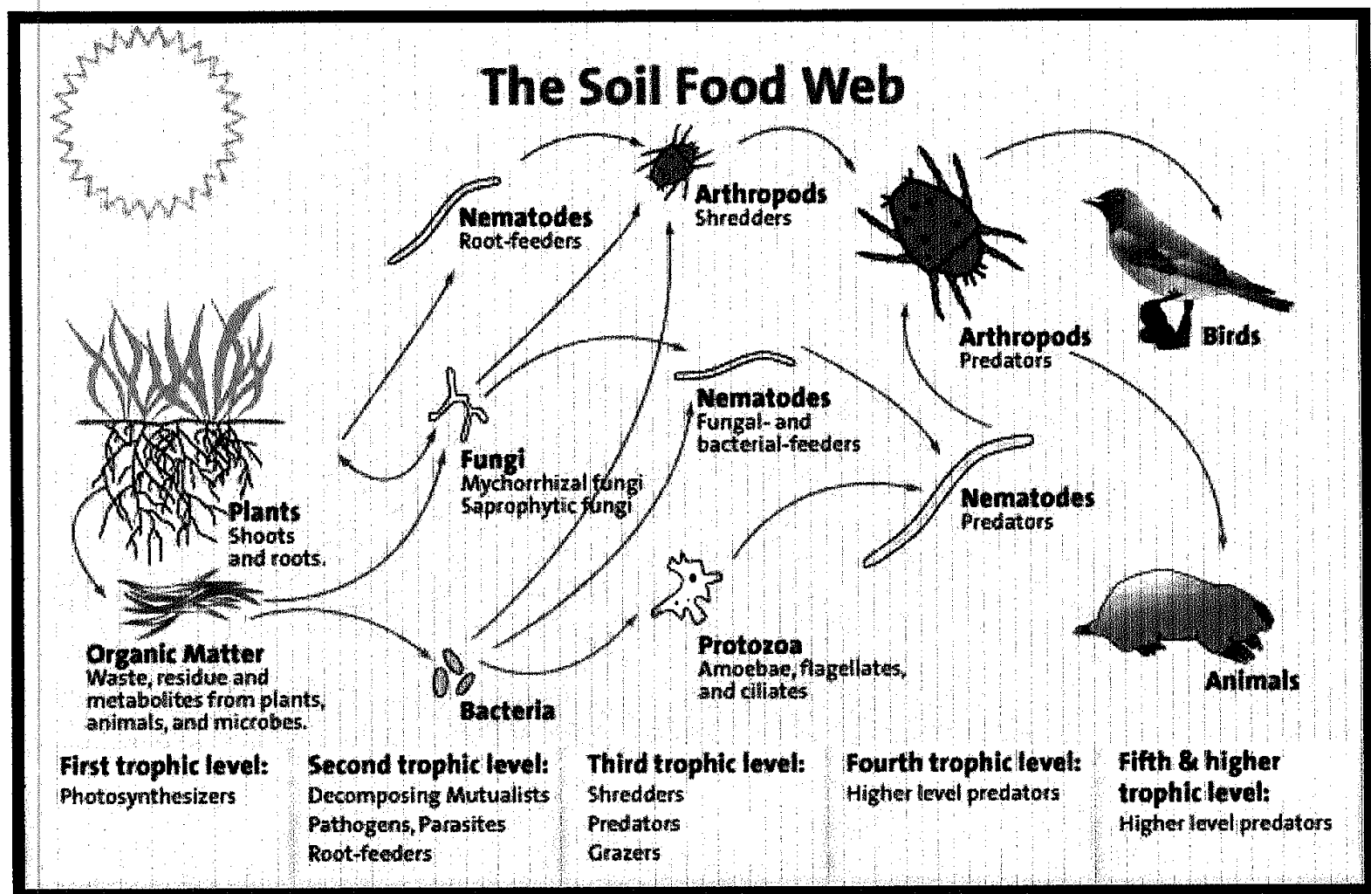 The Soil Food Web
Nematodes
Root-feeders
Arthropods
Shredders
Arthropods
Predators
Birds
Plants
Shoots
and roots.
Fungi
Mychorrhizal fungi
Saprophytic fungi
Nematodes
Fungal- and
bacterial-feeders
Nematodes
Predators
Organic Matter
Waste, residue and
metabolites from plants,
animals, and microbes.
Bacteria
Protozoa
Amoebae, flagellates,
and ciliates
Animals
First trophic level:
Photosynthesizers
Second trophic level:
Decomposing Mutualists
Pathogens, Parasites
Root-feeders
Third trophic level:
Shredders
Predators
Grazers
Fourth trophic level:
Higher level predators
Fifth & higher
trophic level:
Higher level predators